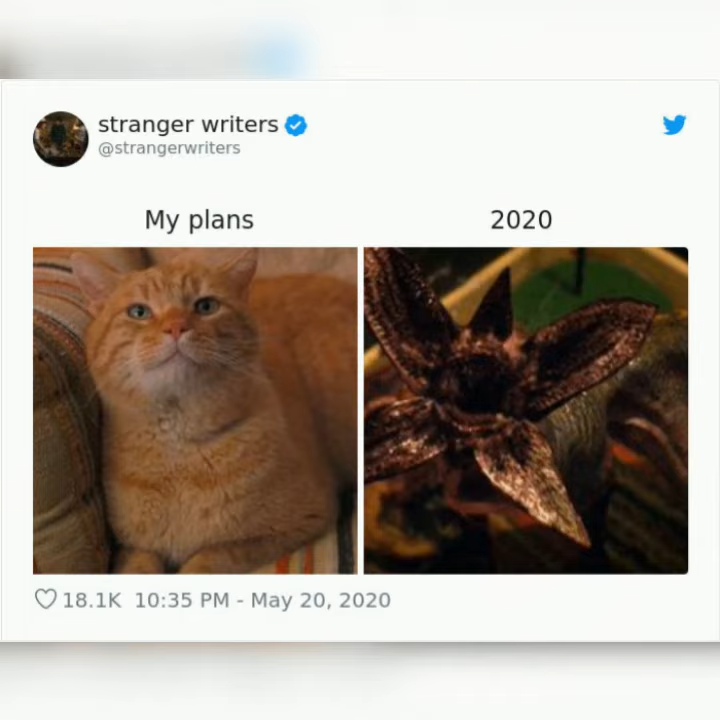 stranger writers
@strangerwriters
My plans
2020
18.1K 10:35 PM - May 20, 2020